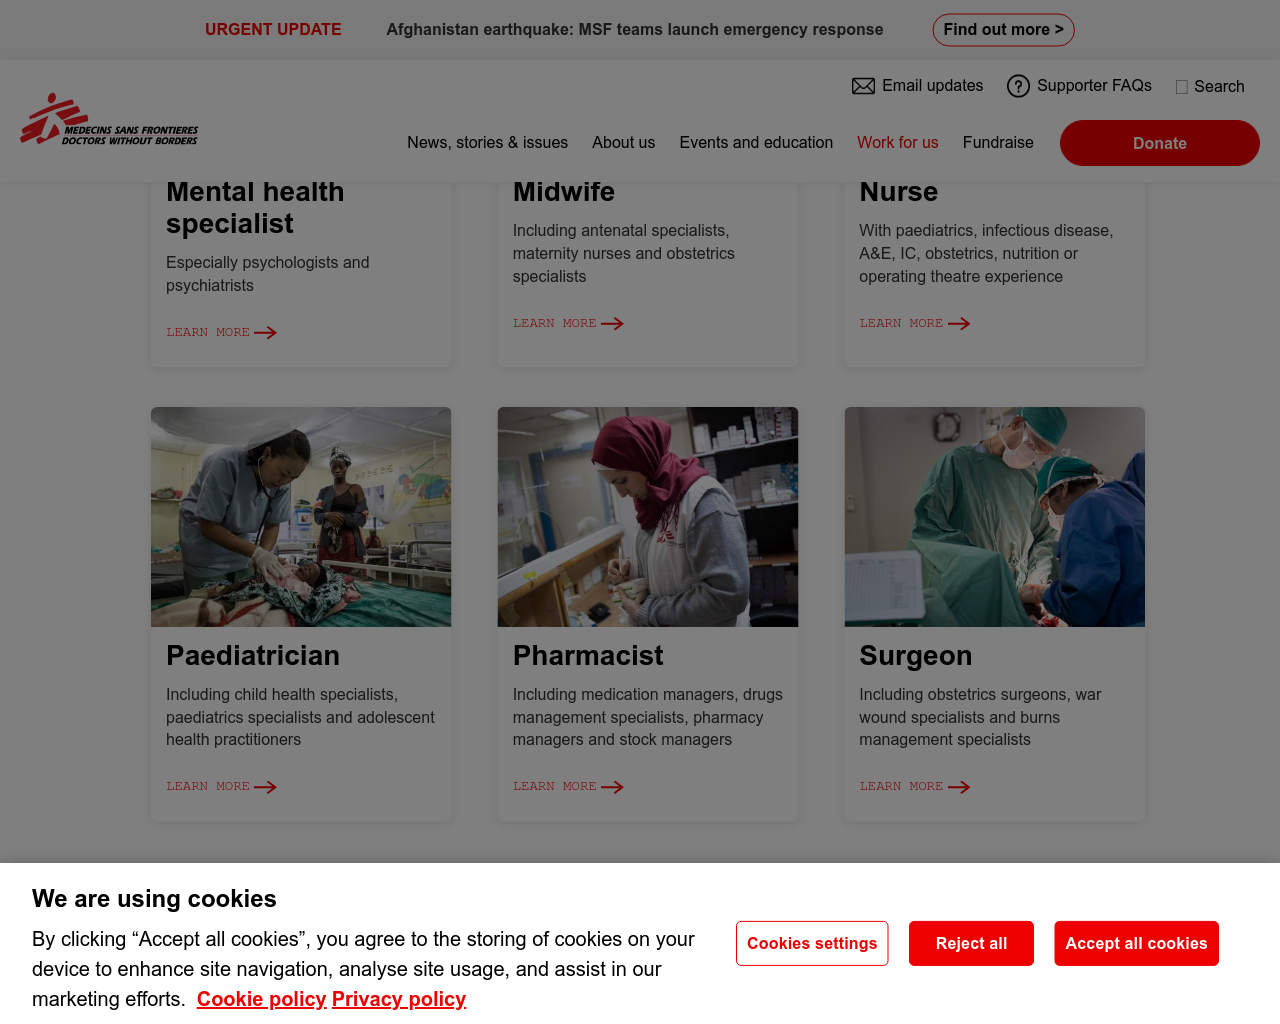 URGENT UPDATE Afghanistan earthquake: MSF teams launch emergency response Find out more >
Email updates Supporter FAQs Search
MEDECINS SANS FRONTIERES
DOCTORS WITHOUT BORDERS
News, stories & issues About us Events and education Work for us Fundraise Donate
Mental health
specialist
Especially psychologists and
psychiatrists
LEARN MORE
Midwife
Including antenatal specialists,
maternity nurses and obstetrics
specialists
LEARN MORE
Nurse
With paediatrics, infectious disease,
A&E, IC, obstetrics, nutrition or
operating theatre experience
LEARN MORE
Paediatrician
Including child health specialists,
paediatrics specialists and adolescent
health practitioners
LEARN MORE
Pharmacist
Including medication managers, drugs
management specialists, pharmacy
managers and stock managers
LEARN MORE
Surgeon
Including obstetrics surgeons, war
wound specialists and burns
management specialists
LEARN MORE
We are using cookies
By clicking “Accept all cookies”, you agree to the storing of cookies on your
device to enhance site navigation, analyse site usage, and assist in our
marketing efforts. Cookie policy Privacy policy
Cookies settings Reject all Accept all cookies